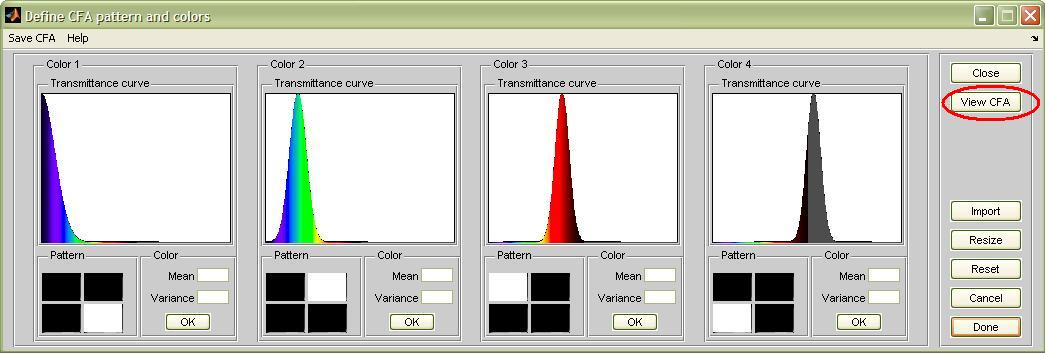 Define CFA pattern and colors
Save CFA Help
Color 1 Color 2 Color 3 Color 4
Transmittance curve Transmittance curve Transmittance curve Transmittance curve
Close
View CFA
Import
Resize
Reset
Cancel
Done
Pattern Color Pattern Color Pattern Color Pattern Color
Mean Mean Mean Mean
Variance Variance Variance Variance
OK OK OK OK